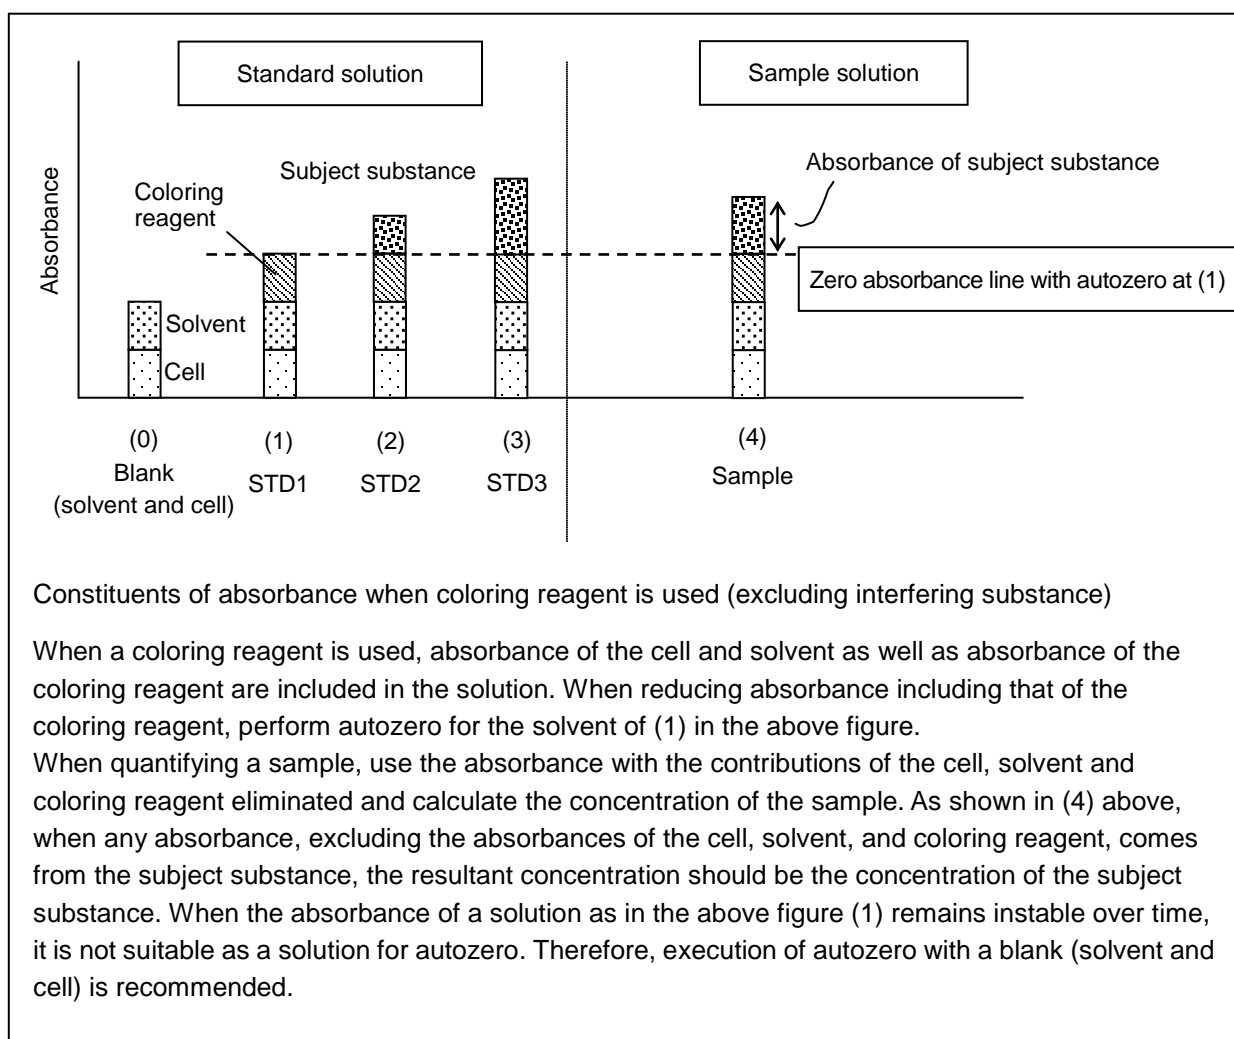 Standard solution
Sample solution
Absorbance
Subject substance
Coloring
reagent
Absorbance of subject substance
Zero absorbance line with autozero at (1)
Solvent
Cell
(0)
Blank
(solvent and cell)
(1)
STD1
(2)
STD2
(3)
STD3
(4)
Sample
Constituents of absorbance when coloring reagent is used (excluding interfering substance)
When a coloring reagent is used, absorbance of the cell and solvent as well as absorbance of the
coloring reagent are included in the solution. When reducing absorbance including that of the
coloring reagent, perform autozero for the solvent of (1) in the above figure.
When quantifying a sample, use the absorbance with the contributions of the cell, solvent and
coloring reagent eliminated and calculate the concentration of the sample. As shown in (4) above,
when any absorbance, excluding the absorbances of the cell, solvent, and coloring reagent, comes
from the subject substance, the resultant concentration should be the concentration of the subject
substance. When the absorbance of a solution as in the above figure (1) remains instable over time,
it is not suitable as a solution for autozero. Therefore, execution of autozero with a blank (solvent and
cell) is recommended.